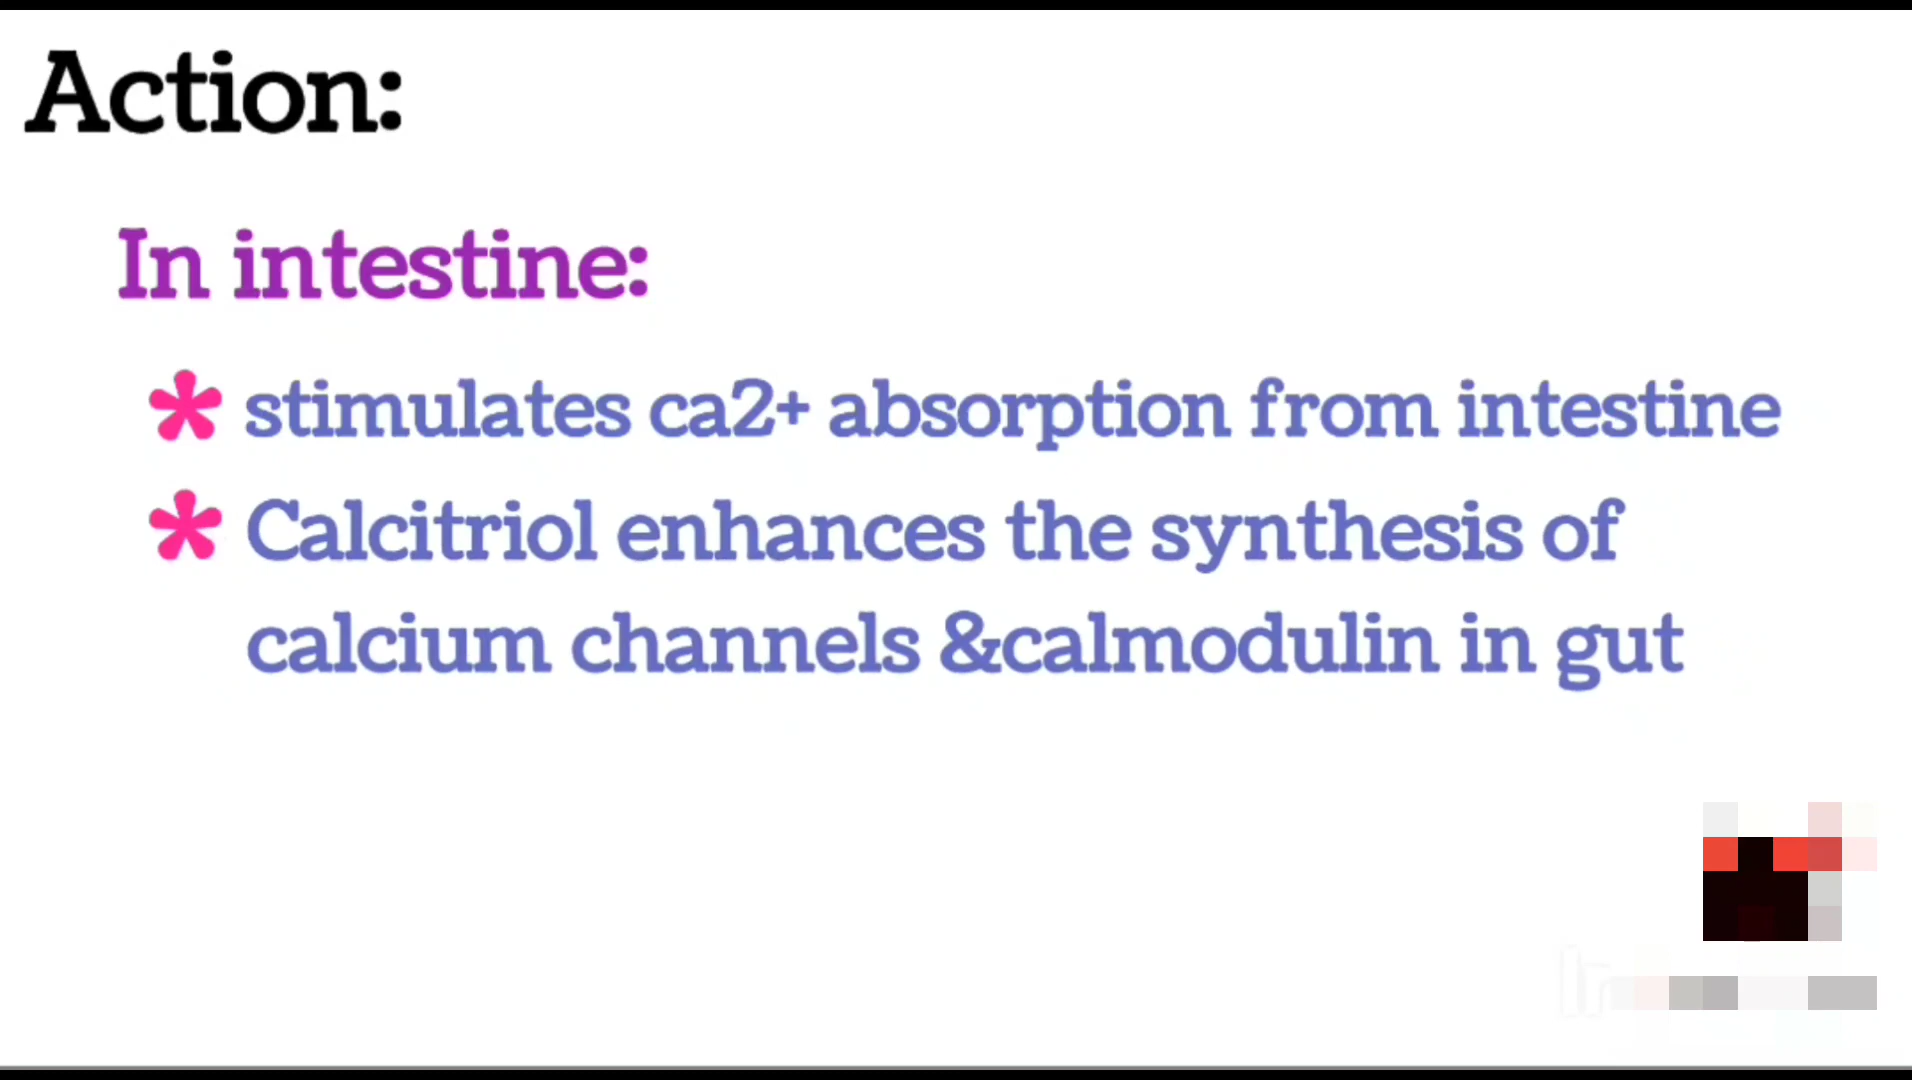 Action:
In intestine:
* stimulates ca2+ absorption from intestine
* Calcitriol enhances the synthesis of
calcium channels &calmodulin in gut